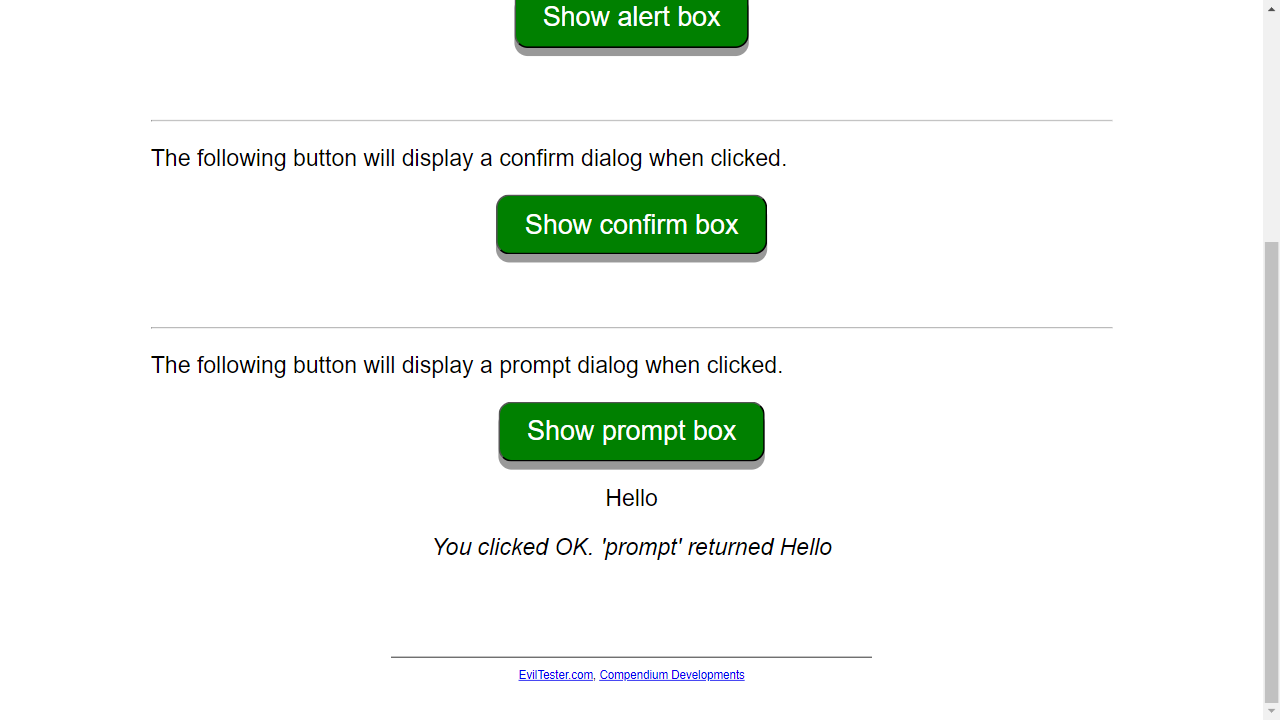 Show alert box
The following button will display a confirm dialog when clicked.
Show confirm box
The following button will display a prompt dialog when clicked.
Show prompt box
Hello
You clicked OK. 'prompt' returned Hello
EvilTester.com, Compendium Developments